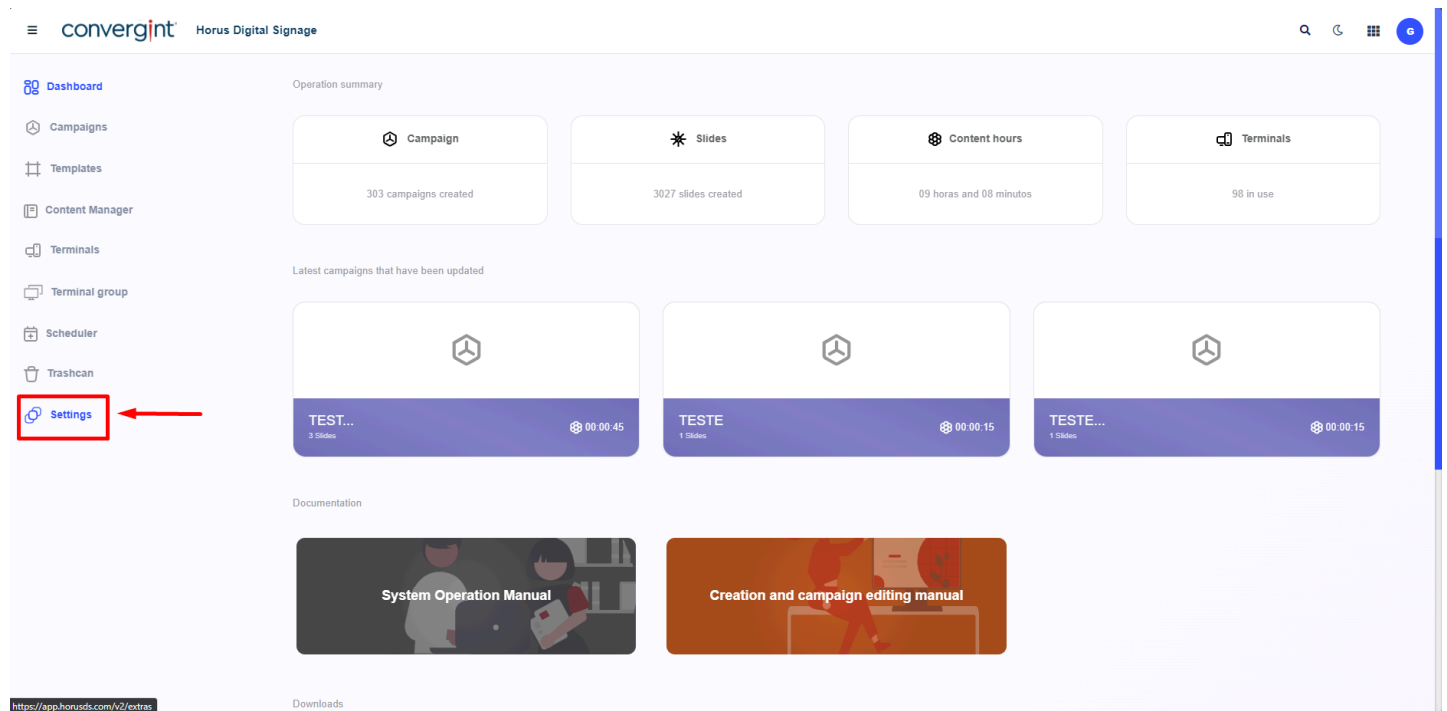 convergint Horus Digital Signage
G
Dashboard
Campaigns
Templates
Content Manager
Terminals
Terminal group
Scheduler
Trashcan
Settings
Operation summary
Campaign
303 campaigns created
Slides
3027 slides created
Content hours
09 horas and 08 minutos
Terminals
98 in use
Latest campaigns that have been updated
TEST...
3 Slides
00:00:45
TESTE
1 Slides
00:00:15
TESTE...
1 Slides
00:00:15
Documentation
System Operation Manual
Creation and campaign editing manual
Downloads
https://app.horusds.com/v2/extras